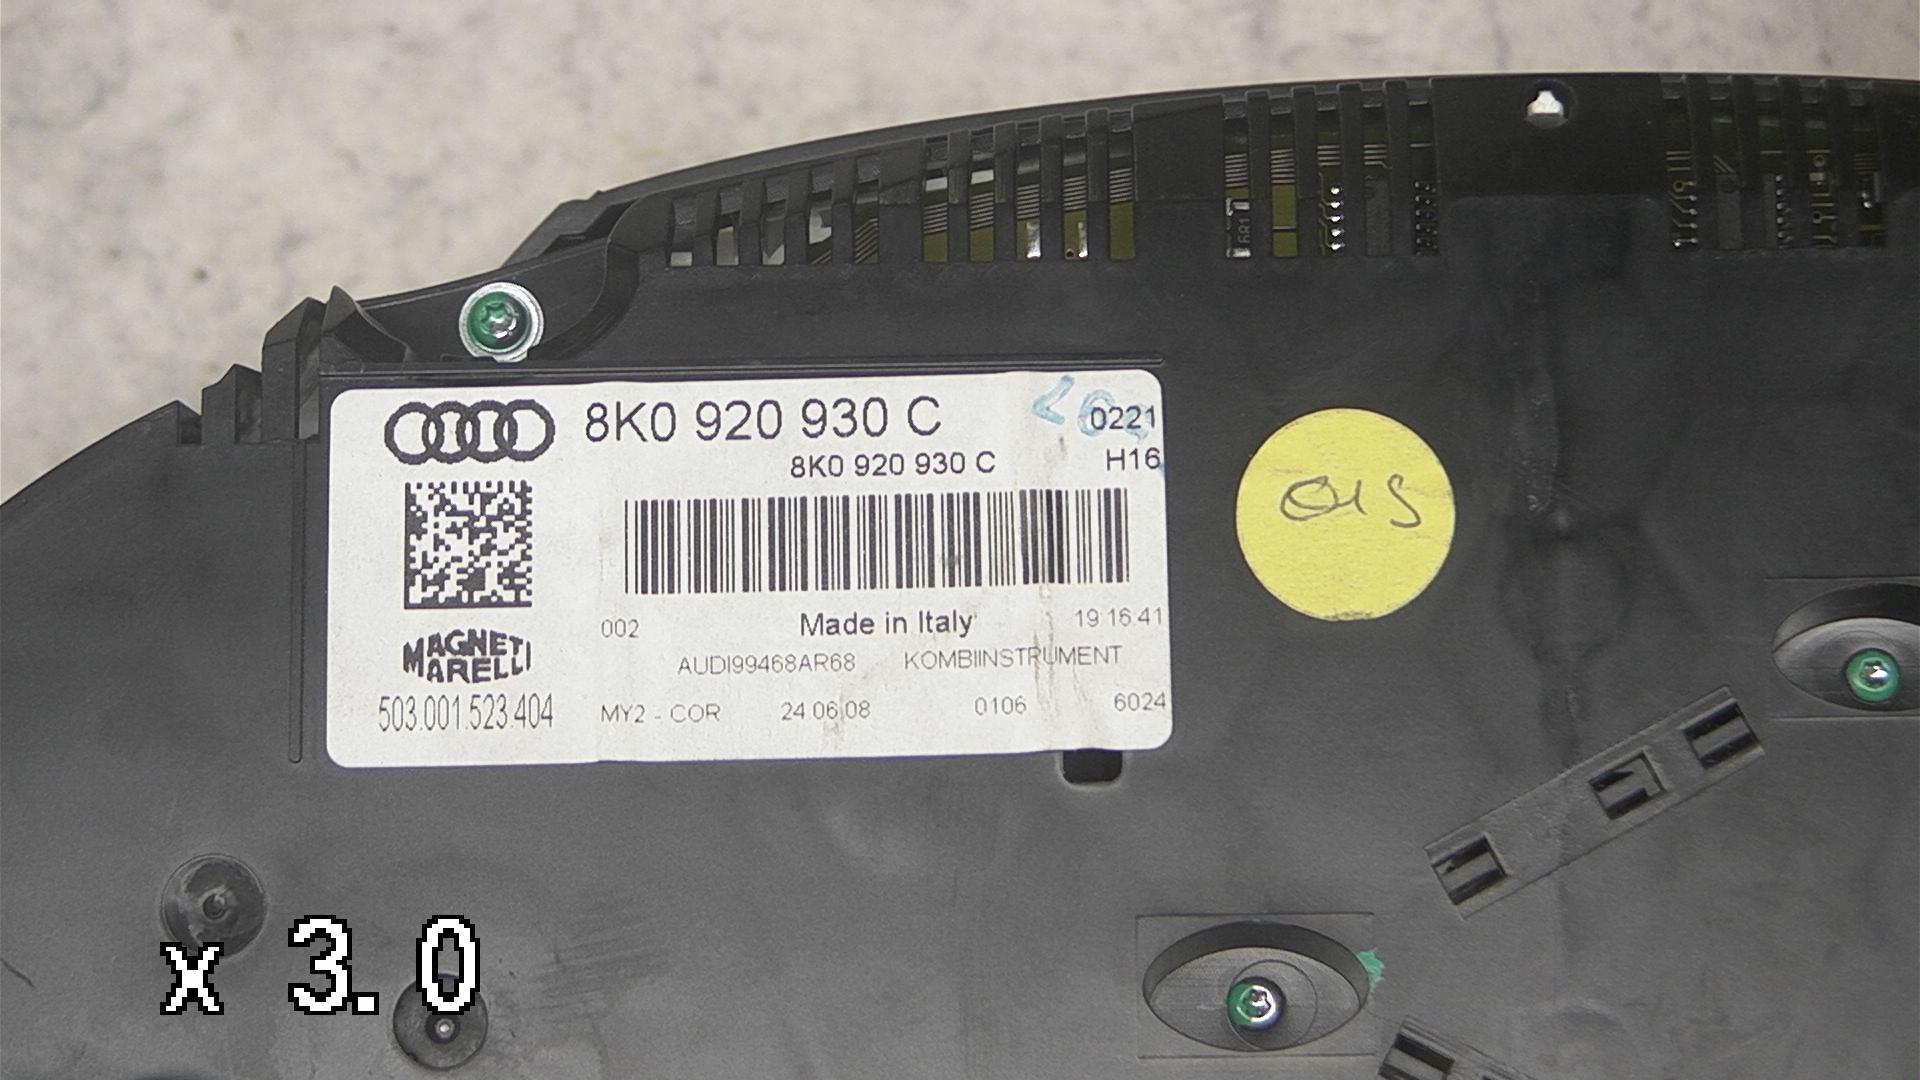 8K0 920 930 C 0221
8K0 920 930 C H16
002 Made in Italy 19:16:41
MAGNETI
MARELLI
AUDI99468AR68 KOMBIINSTRUMENT
503.001.523.404 MY2 - COR 24.06.08 0106 6024
x 3.0